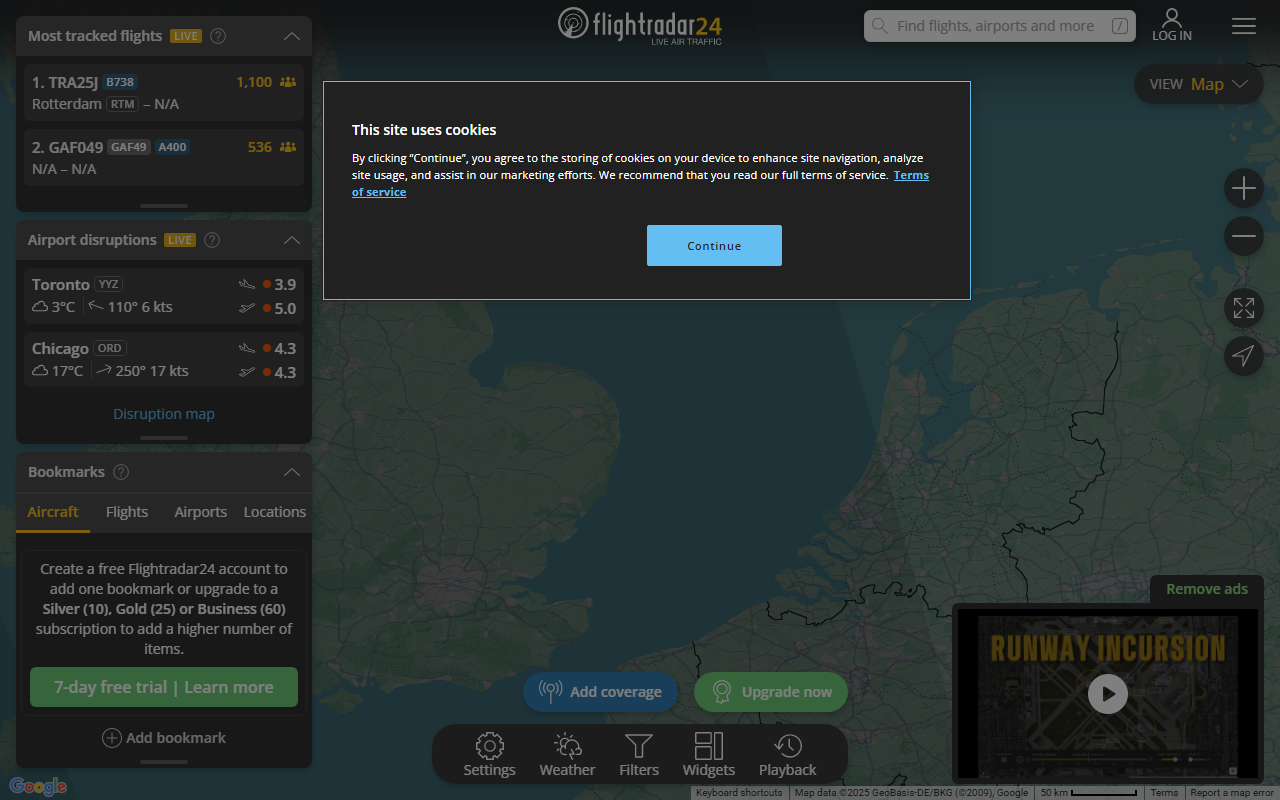 Most tracked flights LIVE ?
1. TRA25J B738 1,100
Rotterdam RTM – N/A
2. GAF049 GAF49 A400 536
N/A – N/A
Airport disruptions LIVE ?
Toronto YYZ 3.9
3°C 110° 6 kts 5.0
Chicago ORD 4.3
17°C 250° 17 kts 4.3
Disruption map
Bookmarks ?
Aircraft Flights Airports Locations
Create a free Flightradar24 account to
add one bookmark or upgrade to a
Silver (10), Gold (25) or Business (60)
subscription to add a higher number of
items.
7-day free trial | Learn more
Add bookmark
Google
flightradar24
LIVE AIR TRAFFIC
Find flights, airports and more /
LOG IN
VIEW Map
This site uses cookies
By clicking “Continue”, you agree to the storing of cookies on your device to enhance site navigation, analyze
site usage, and assist in our marketing efforts. We recommend that you read our full terms of service. Terms
of service
Continue
Add coverage
Upgrade now
Settings Weather Filters Widgets Playback
Remove ads
RUNWAY INCURSION
Keyboard shortcuts Map data ©2025 GeoBasis-DE/BKG (©2009), Google 50 km Terms Report a map error